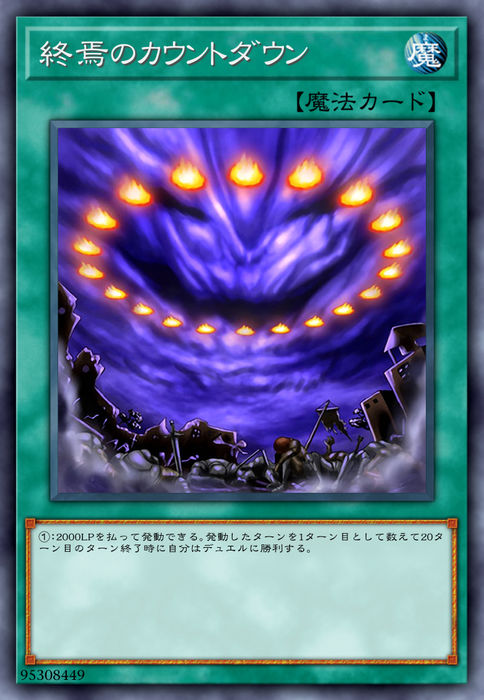 終焉のカウントダウン
魔
【魔法カード】
①:2000LPを払って発動できる。発動したターンを1ターン目として数えて20タ
ーン目のターン終了時に自分はデュエルに勝利する。
95308449